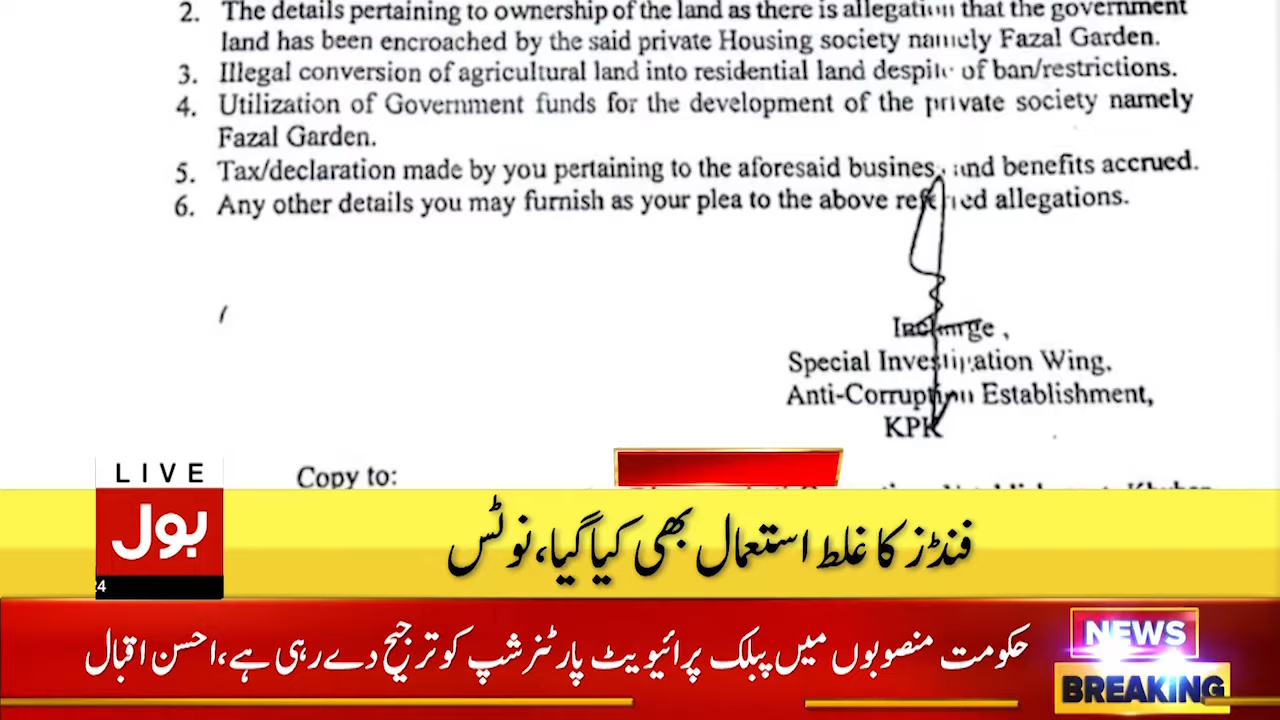 2. The details pertaining to ownership of the land as there is allegation that the government
land has been encroached by the said private Housing society namely Fazal Garden.
3. Illegal conversion of agricultural land into residential land despite of ban/restrictions.
4. Utilization of Government funds for the development of the private society namely
Fazal Garden.
5. Tax/declaration made by you pertaining to the aforesaid busines and benefits accrued.
6. Any other details you may furnish as your plea to the above referred allegations.
Incharge ,
Special Investigation Wing,
Anti-Corruption Establishment,
KPK
Copy to:
LIVE
بول
24
فنڈز کا غلط استعمال بھی کیا گیا، نوٹس
حکومت منصوبوں میں پبلک پرائیویٹ پارٹنرشپ کو ترجیح دے رہی ہے، احسن اقبال
NEWS
BREAKING